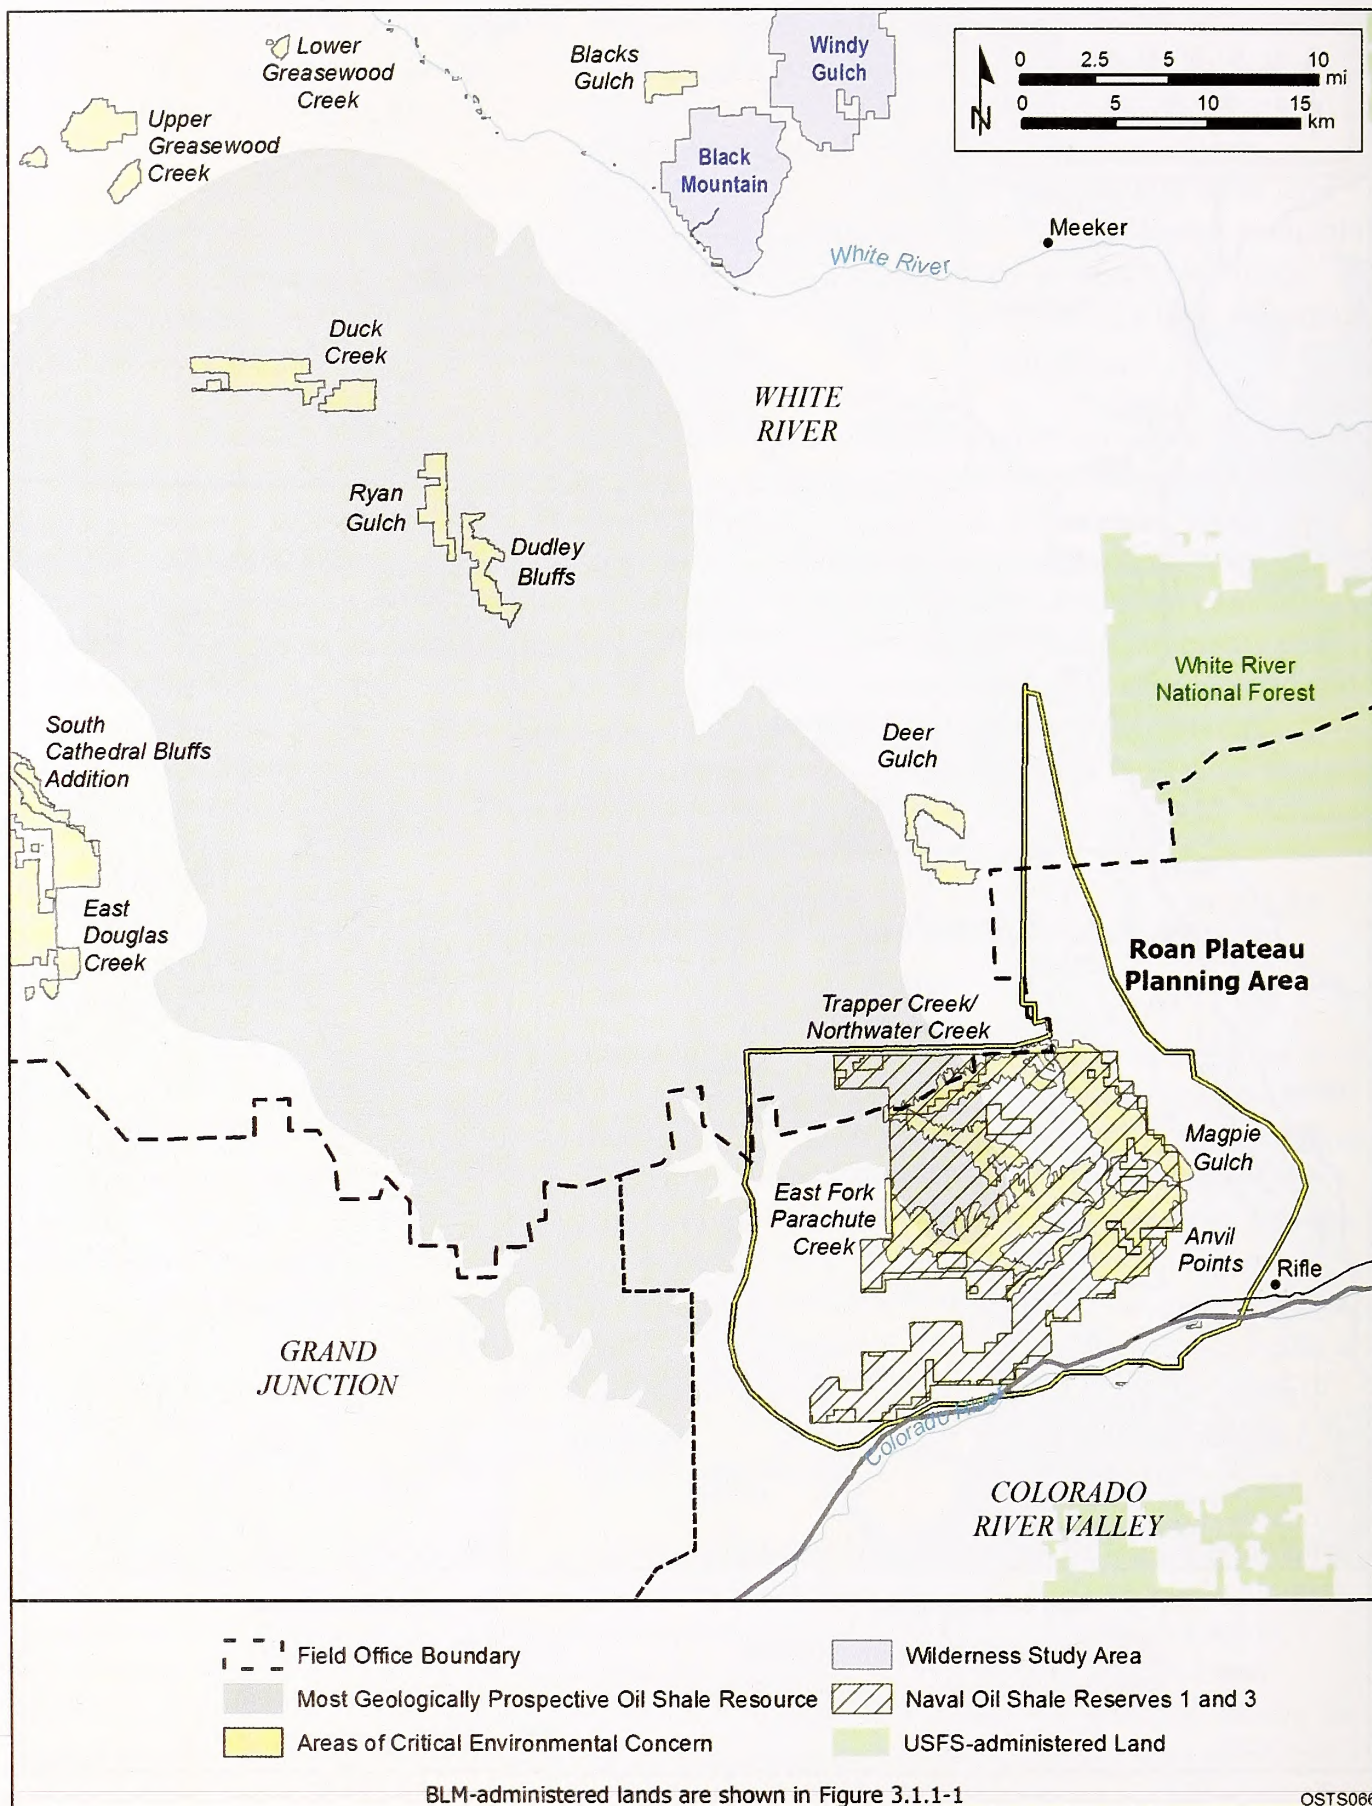 Lower
Greasewood
Creek
Blacks
Gulch
Windy
Gulch
0 2.5 5 10
mi
0 5 10 15
km
N
Upper
Greasewood
Creek
Black
Mountain
Meeker
White River
Duck
Creek
WHITE
RIVER
Ryan
Gulch
Dudley
Bluffs
White River
National Forest
South
Cathedral Bluffs
Addition
Deer
Gulch
East
Douglas
Creek
Roan Plateau
Planning Area
Trapper Creek/
Northwater Creek
Magpie
Gulch
East Fork
Parachute
Creek
Anvil
Points
Rifle
GRAND
JUNCTION
Colorado River
COLORADO
RIVER VALLEY
Field Office Boundary
Wilderness Study Area
Most Geologically Prospective Oil Shale Resource
Naval Oil Shale Reserves 1 and 3
Areas of Critical Environmental Concern
USFS-administered Land
BLM-administered lands are shown in Figure 3.1.1-1